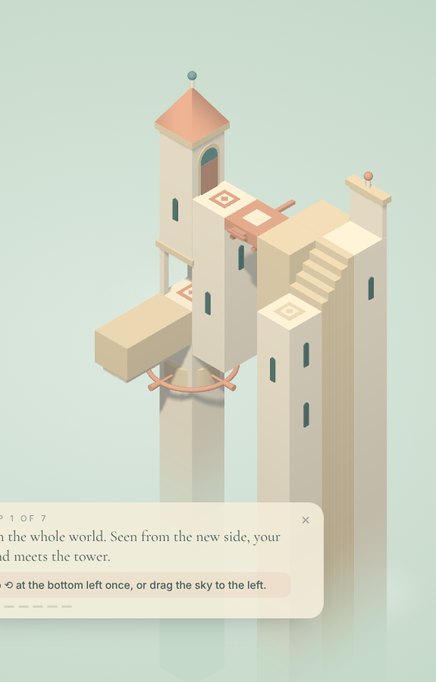 P 1 OF 7
the whole world. Seen from the new side, your
d meets the tower.
⟲ at the bottom left once, or drag the sky to the left.